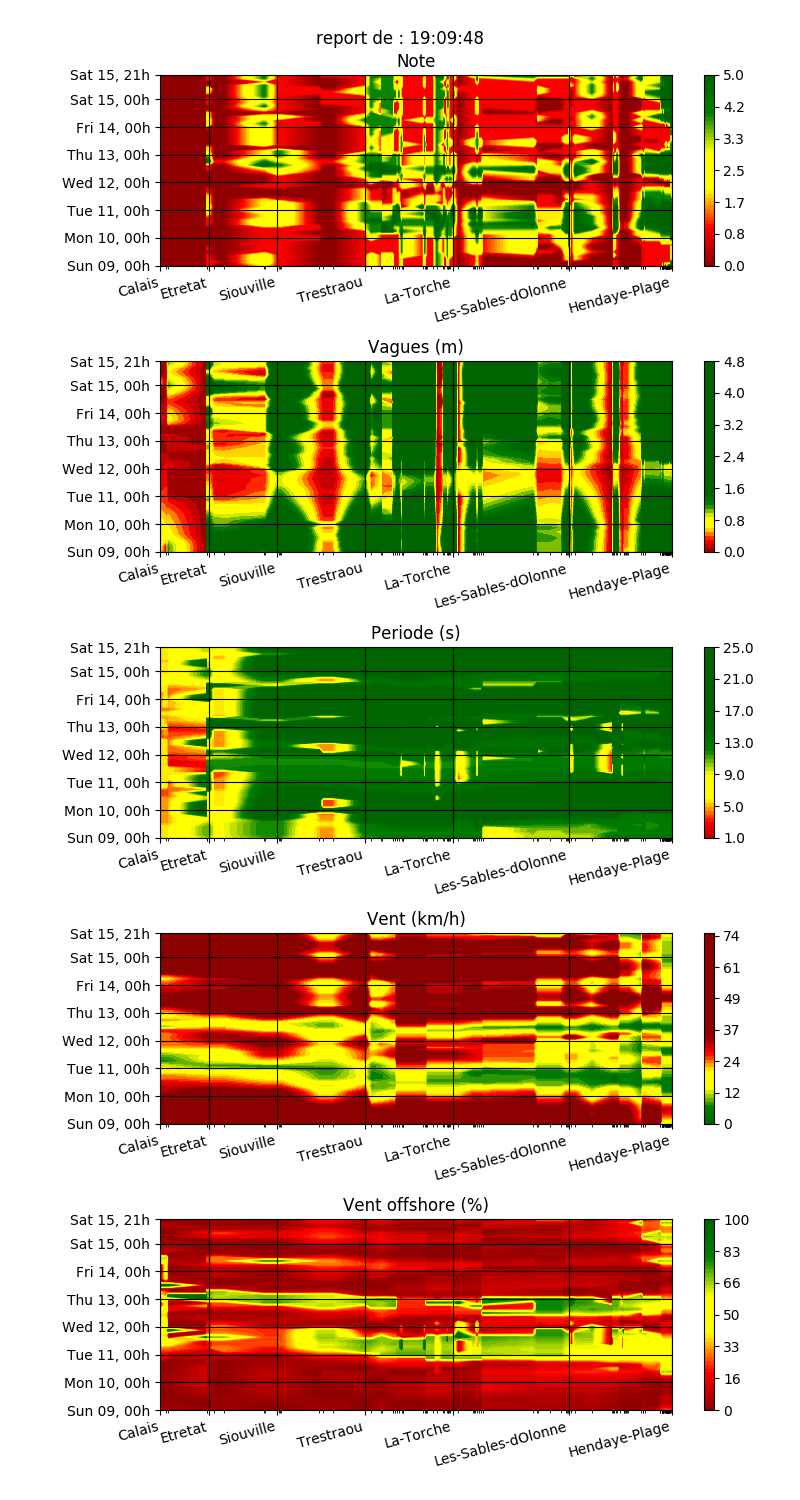 report de : 19:09:48
Note
Sat 15, 21h
Sat 15, 00h
Fri 14, 00h
Thu 13, 00h
Wed 12, 00h
Tue 11, 00h
Mon 10, 00h
Sun 09, 00h
5.0
4.2
3.3
2.5
1.7
0.8
0.0
Calais
Etretat
Siouville
Trestraou
La-Torche
Les-Sables-dOlonne
Hendaye-Plage
Vagues (m)
Sat 15, 21h
Sat 15, 00h
Fri 14, 00h
Thu 13, 00h
Wed 12, 00h
Tue 11, 00h
Mon 10, 00h
Sun 09, 00h
4.8
4.0
3.2
2.4
1.6
0.8
0.0
Calais
Etretat
Siouville
Trestraou
La-Torche
Les-Sables-dOlonne
Hendaye-Plage
Periode (s)
Sat 15, 21h
Sat 15, 00h
Fri 14, 00h
Thu 13, 00h
Wed 12, 00h
Tue 11, 00h
Mon 10, 00h
Sun 09, 00h
25.0
21.0
17.0
13.0
9.0
5.0
1.0
Calais
Etretat
Siouville
Trestraou
La-Torche
Les-Sables-dOlonne
Hendaye-Plage
Vent (km/h)
Sat 15, 21h
Sat 15, 00h
Fri 14, 00h
Thu 13, 00h
Wed 12, 00h
Tue 11, 00h
Mon 10, 00h
Sun 09, 00h
74
61
49
37
24
12
0
Calais
Etretat
Siouville
Trestraou
La-Torche
Les-Sables-dOlonne
Hendaye-Plage
Vent offshore (%)
Sat 15, 21h
Sat 15, 00h
Fri 14, 00h
Thu 13, 00h
Wed 12, 00h
Tue 11, 00h
Mon 10, 00h
Sun 09, 00h
100
83
66
50
33
16
0
Calais
Etretat
Siouville
Trestraou
La-Torche
Les-Sables-dOlonne
Hendaye-Plage